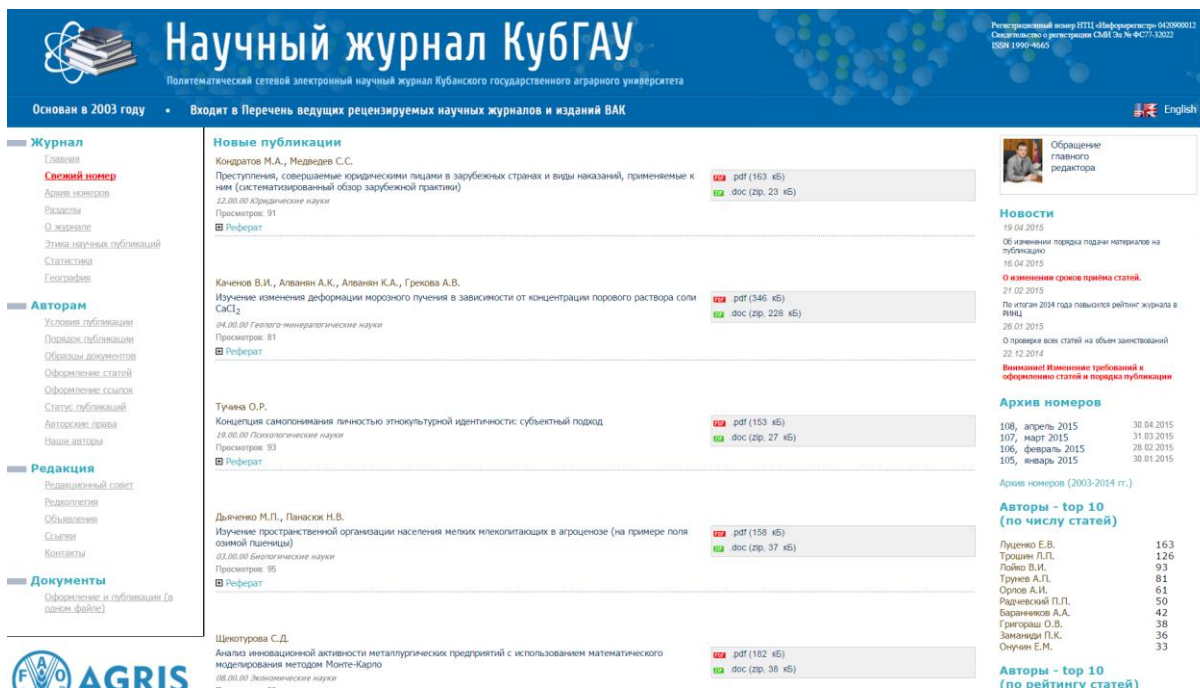 Научный журнал КубГАУ
Политематический сетевой электронный научный журнал Кубанского государственного аграрного университета
Регистрационный номер НТЦ «Информрегистр» 0420900012
Свидетельство о регистрации СМИ Эл № ФС77-32022
ISSN 1990-4665
Основан в 2003 году • Входит в Перечень ведущих рецензируемых научных журналов и изданий ВАК
English
Журнал
Главная
Свежий номер
Архив номеров
Разделы
О журнале
Этика научных публикаций
Статистика
География
Авторам
Условия публикации
Порядок публикации
Образцы документов
Оформление статей
Оформление ссылок
Статус публикаций
Авторские права
Наши авторы
Редакция
Редакционный совет
Редколлегия
Объявления
Ссылки
Контакты
Документы
Оформление и публикация (в
одном файле)
FAO
AGRIS
Новые публикации
Кондратов М.А., Медведев С.С.
Преступления, совершаемые юридическими лицами в зарубежных странах и виды наказаний, применяемые к
ним (систематизированный обзор зарубежной практики)
12.00.00 Юридические науки
Просмотров: 91
Реферат
PDF .pdf (163 кБ)
ZIP .doc (zip, 23 кБ)
Каченов В.И., Алванян А.К., Алванян К.А., Грекова А.В.
Изучение изменения деформации морозного пучения в зависимости от концентрации порового раствора соли
CaCl₂
04.00.00 Геолого-минералогические науки
Просмотров: 81
Реферат
PDF .pdf (346 кБ)
ZIP .doc (zip, 228 кБ)
Тучина О.Р.
Концепция самопонимания личностью этнокультурной идентичности: субъектный подход
19.00.00 Психологические науки
Просмотров: 93
Реферат
PDF .pdf (153 кБ)
ZIP .doc (zip, 27 кБ)
Дьяченко М.П., Панасюк Н.В.
Изучение пространственной организации населения мелких млекопитающих в агроценозе (на примере поля
озимой пшеницы)
03.00.00 Биологические науки
Просмотров: 95
Реферат
PDF .pdf (158 кБ)
ZIP .doc (zip, 37 кБ)
Щекотурова С.Д.
Анализ инновационной активности металлургических предприятий с использованием математического
моделирования методом Монте-Карло
08.00.00 Экономические науки
PDF .pdf (182 кБ)
ZIP .doc (zip, 38 кБ)
Обращение
главного
редактора
Новости
19.04.2015
Об изменении порядка подачи материалов на
публикацию
16.04.2015
О изменении сроков приёма статей.
21.02.2015
По итогам 2014 года повысился рейтинг журнала в
РИНЦ
26.01.2015
О проверке всех статей на объем заимствований
22.12.2014
Внимание! Изменение требований к
оформлению статей и порядка публикации
Архив номеров
108, апрель 2015 30.04.2015
107, март 2015 31.03.2015
106, февраль 2015 28.02.2015
105, январь 2015 30.01.2015
Архив номеров (2003-2014 гг.)
Авторы - top 10
(по числу статей)
Луценко Е.В. 163
Трошин Л.П. 126
Лойко В.И. 93
Трунев А.П. 81
Орлов А.И. 61
Радчевский П.П. 50
Баранников А.А. 42
Григораш О.В. 38
Заманиди П.К. 36
Онучин Е.М. 33
Авторы - top 10
(по рейтингу статей)